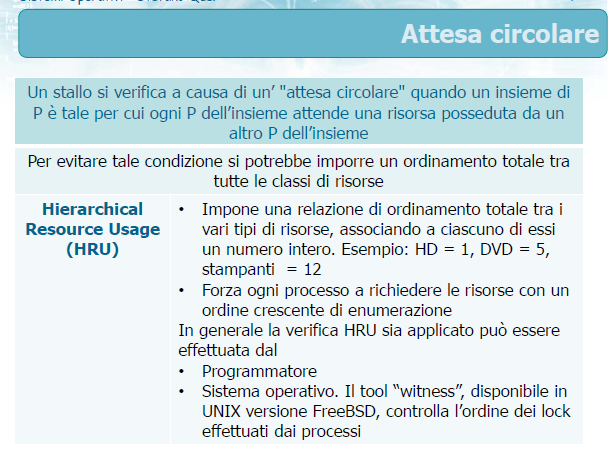 Attesa circolare
Un stallo si verifica a causa di un’ "attesa circolare" quando un insieme di
P è tale per cui ogni P dell’insieme attende una risorsa posseduta da un
altro P dell’insieme
Per evitare tale condizione si potrebbe imporre un ordinamento totale tra
tutte le classi di risorse
Hierarchical
Resource Usage
(HRU)
• Impone una relazione di ordinamento totale tra i
vari tipi di risorse, associando a ciascuno di essi
un numero intero. Esempio: HD = 1, DVD = 5,
stampanti = 12
• Forza ogni processo a richiedere le risorse con un
ordine crescente di enumerazione
In generale la verifica HRU sia applicato può essere
effettuata dal
• Programmatore
• Sistema operativo. Il tool “witness”, disponibile in
UNIX versione FreeBSD, controlla l’ordine dei lock
effettuati dai processi